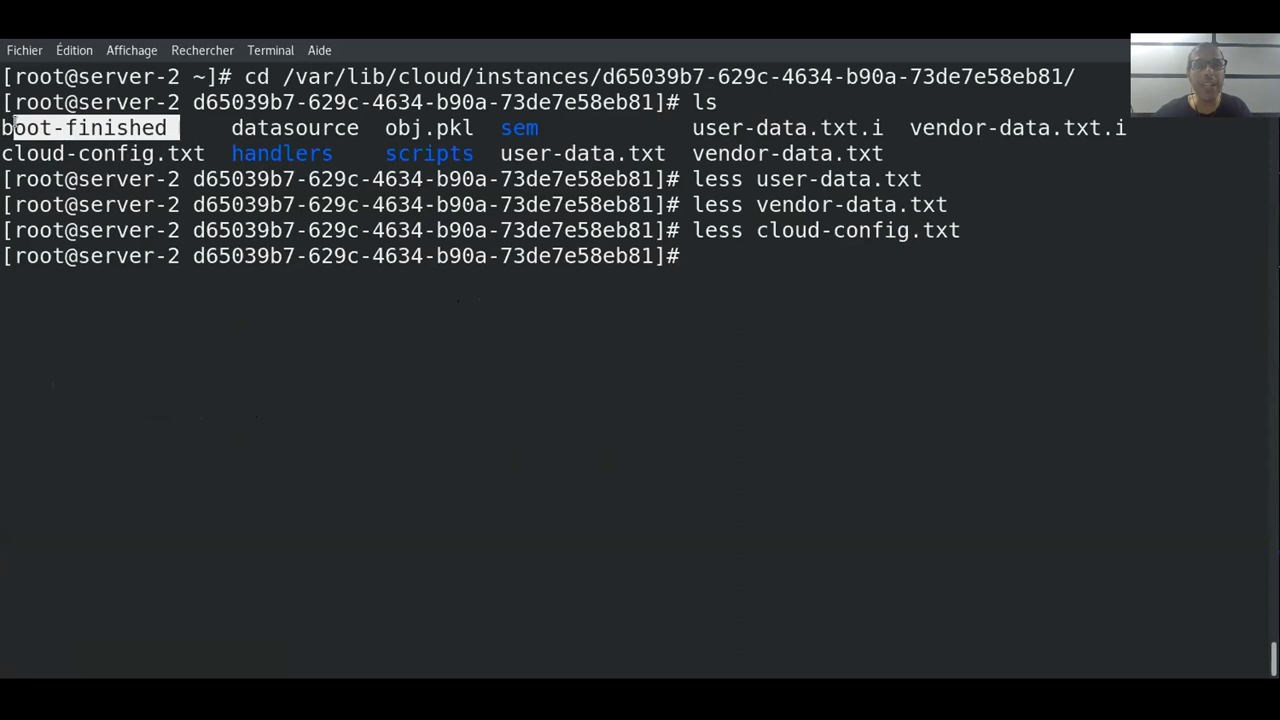 Fichier Édition Affichage Rechercher Terminal Aide
[root@server-2 ~]# cd /var/lib/cloud/instances/d65039b7-629c-4634-b90a-73de7e58eb81/
[root@server-2 d65039b7-629c-4634-b90a-73de7e58eb81]# ls
boot-finished datasource obj.pkl sem user-data.txt.i vendor-data.txt.i
cloud-config.txt handlers scripts user-data.txt vendor-data.txt
[root@server-2 d65039b7-629c-4634-b90a-73de7e58eb81]# less user-data.txt
[root@server-2 d65039b7-629c-4634-b90a-73de7e58eb81]# less vendor-data.txt
[root@server-2 d65039b7-629c-4634-b90a-73de7e58eb81]# less cloud-config.txt
[root@server-2 d65039b7-629c-4634-b90a-73de7e58eb81]#